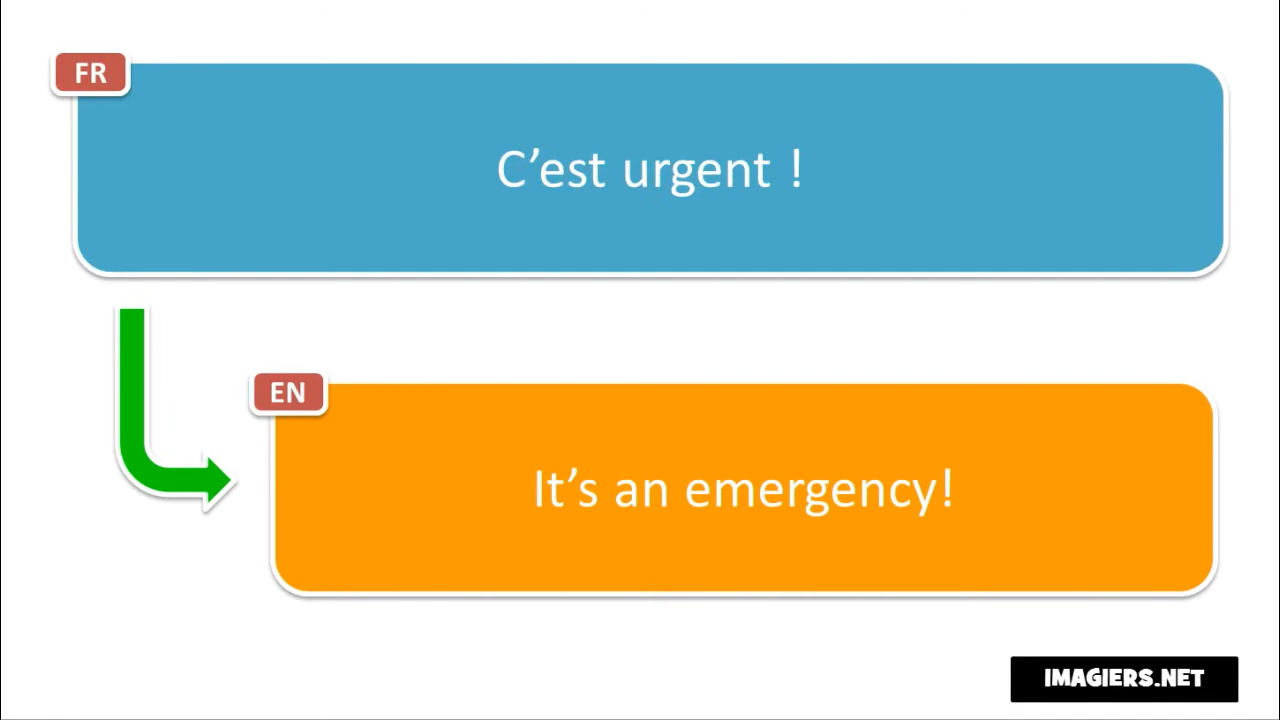 FR
C’est urgent !
EN
It’s an emergency!
IMAGIERS.NET